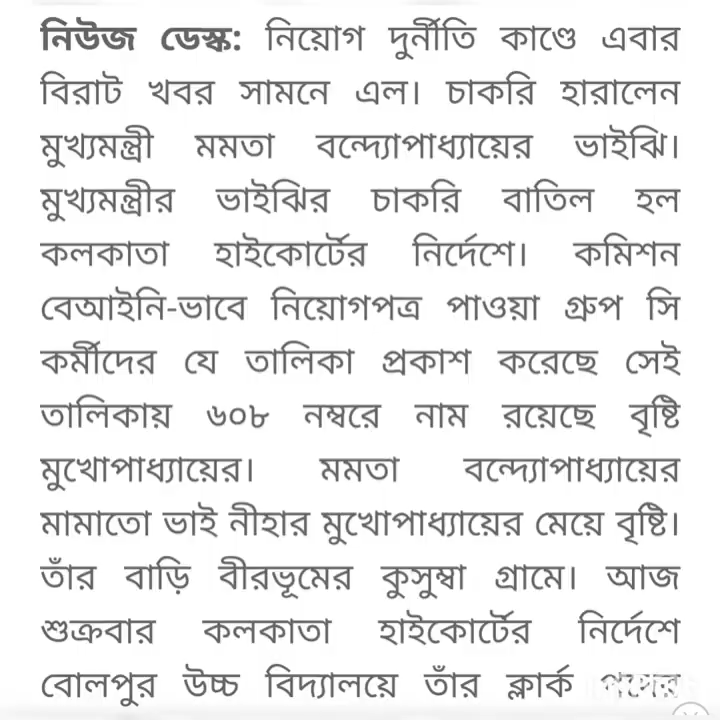 নিউজ ডেস্ক: নিয়োগ দুর্নীতি কাণ্ডে এবার
বিরাট খবর সামনে এল। চাকরি হারালেন
মুখ্যমন্ত্রী মমতা বন্দ্যোপাধ্যায়ের ভাইঝি।
মুখ্যমন্ত্রীর ভাইঝির চাকরি বাতিল হল
কলকাতা হাইকোর্টের নির্দেশে। কমিশন
বেআইনি-ভাবে নিয়োগপত্র পাওয়া গ্রুপ সি
কর্মীদের যে তালিকা প্রকাশ করেছে সেই
তালিকায় ৬০৮ নম্বরে নাম রয়েছে বৃষ্টি
মুখোপাধ্যায়ের। মমতা বন্দ্যোপাধ্যায়ের
মামাতো ভাই নীহার মুখোপাধ্যায়ের মেয়ে বৃষ্টি।
তাঁর বাড়ি বীরভূমের কুসুম্বা গ্রামে। আজ
শুক্রবার কলকাতা হাইকোর্টের নির্দেশে
বোলপুর উচ্চ বিদ্যালয়ে তাঁর ক্লার্ক পদের